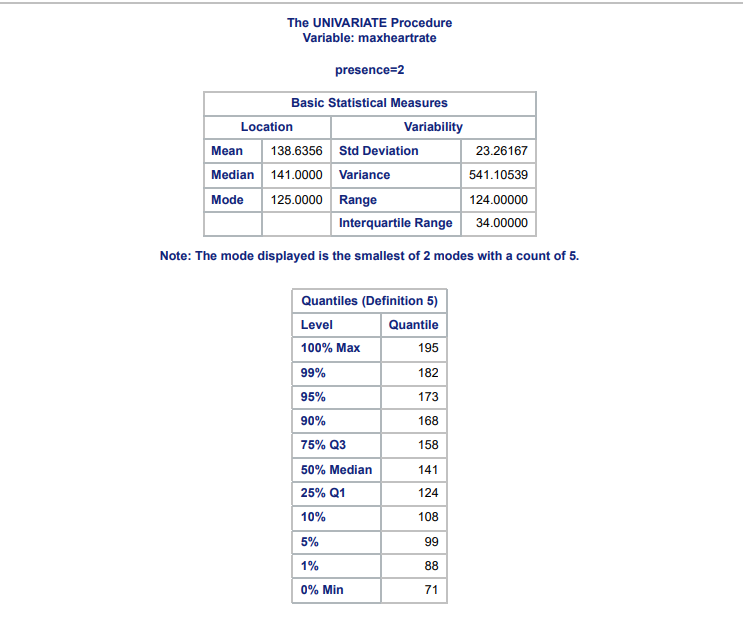 The UNIVARIATE Procedure
Variable: maxheartrate
presence=2
Basic Statistical Measures
Location Variability
Mean 138.6356 Std Deviation 23.26167
Median 141.0000 Variance 541.10539
Mode 125.0000 Range 124.00000
Interquartile Range 34.00000
Note: The mode displayed is the smallest of 2 modes with a count of 5.
Quantiles (Definition 5)
Level Quantile
100% Max 195
99% 182
95% 173
90% 168
75% Q3 158
50% Median 141
25% Q1 124
10% 108
5% 99
1% 88
0% Min 71